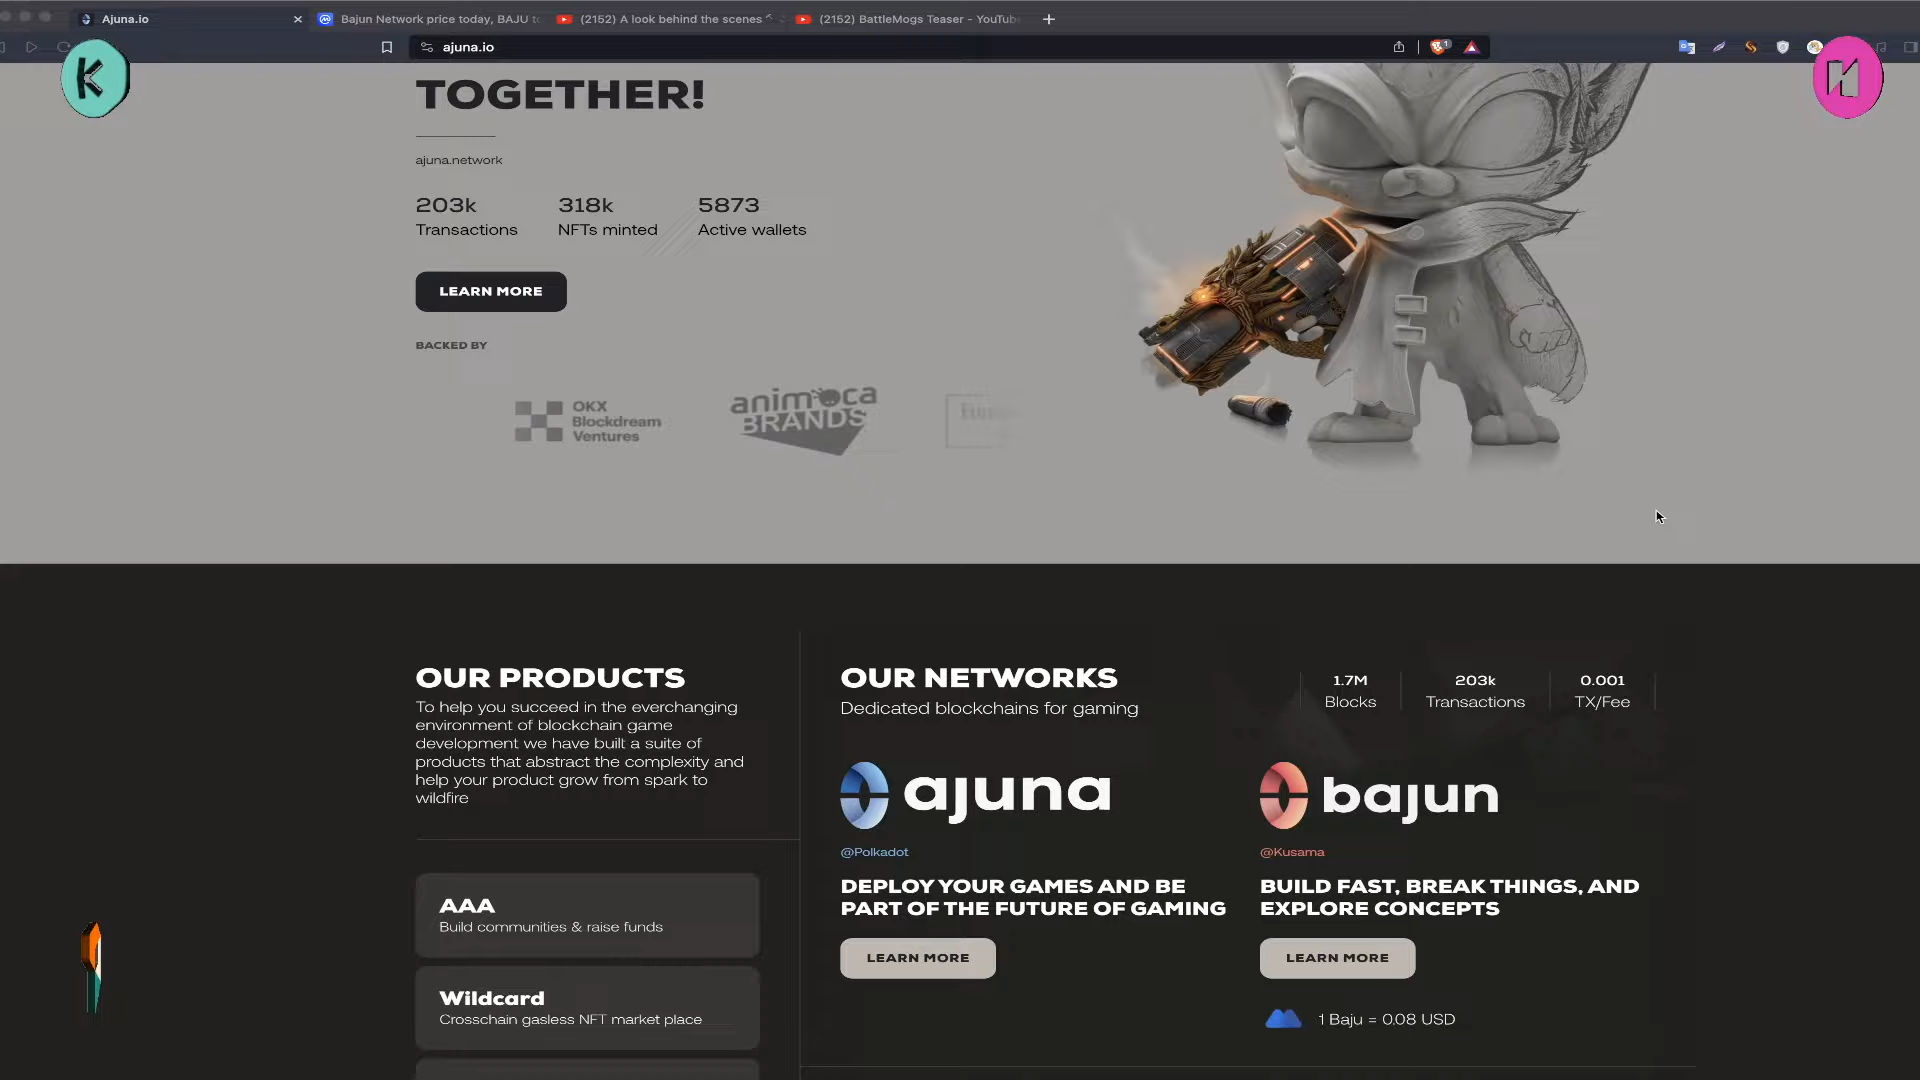 Ajuna.io
Bajun Network price today, BAJU to
(2152) A look behind the scenes
(2152) BattleMogs Teaser - YouTub
ajuna.io
1
K
TOGETHER!
ajuna.network
203k
Transactions
318k
NFTs minted
5873
Active wallets
LEARN MORE
BACKED BY
OKX
Blockdream
Ventures
animoca
BRANDS
OUR PRODUCTS
To help you succeed in the everchanging
environment of blockchain game
development we have built a suite of
products that abstract the complexity and
help your product grow from spark to
wildfire
AAA
Build communities & raise funds
Wildcard
Crosschain gasless NFT market place
OUR NETWORKS
Dedicated blockchains for gaming
1.7M
Blocks
203k
Transactions
0.001
TX/Fee
ajuna
@Polkadot
DEPLOY YOUR GAMES AND BE
PART OF THE FUTURE OF GAMING
LEARN MORE
bajun
@Kusama
BUILD FAST, BREAK THINGS, AND
EXPLORE CONCEPTS
LEARN MORE
1 Baju = 0.08 USD